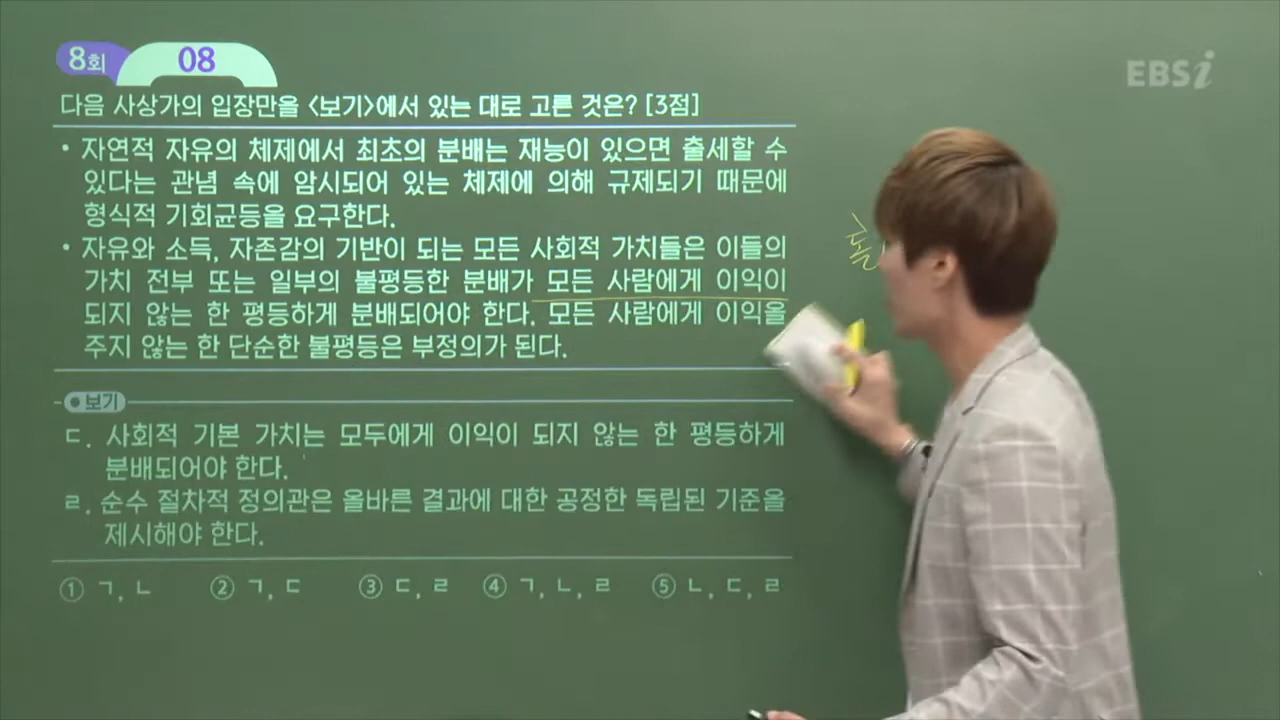 8회 08
EBSi
다음 사상가의 입장만을 <보기>에서 있는 대로 고른 것은? [3점]
• 자연적 자유의 체제에서 최초의 분배는 재능이 있으면 출세할 수
있다는 관념 속에 암시되어 있는 체제에 의해 규제되기 때문에
형식적 기회균등을 요구한다.
• 자유와 소득, 자존감의 기반이 되는 모든 사회적 가치들은 이들의
가치 전부 또는 일부의 불평등한 분배가 모든 사람에게 이익이
되지 않는 한 평등하게 분배되어야 한다. 모든 사람에게 이익을
주지 않는 한 단순한 불평등은 부정의가 된다.
보기
ㄷ. 사회적 기본 가치는 모두에게 이익이 되지 않는 한 평등하게
분배되어야 한다.
ㄹ. 순수 절차적 정의관은 올바른 결과에 대한 공정한 독립된 기준을
제시해야 한다.
① ㄱ, ㄴ ② ㄱ, ㄷ ③ ㄷ, ㄹ ④ ㄱ, ㄴ, ㄹ ⑤ ㄴ, ㄷ, ㄹ